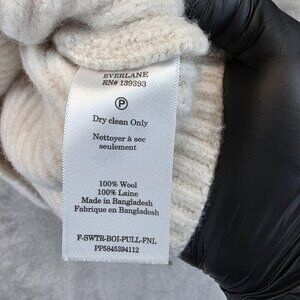 EVERLANE
RN# 139393
P
Dry clean Only
Nettoyer à sec
seulement
100% Wool
100% Laine
Made in Bangladesh
Fabrique en Bangladesh
F-SWTR-BOI-PULL-FNL
PP5845394112